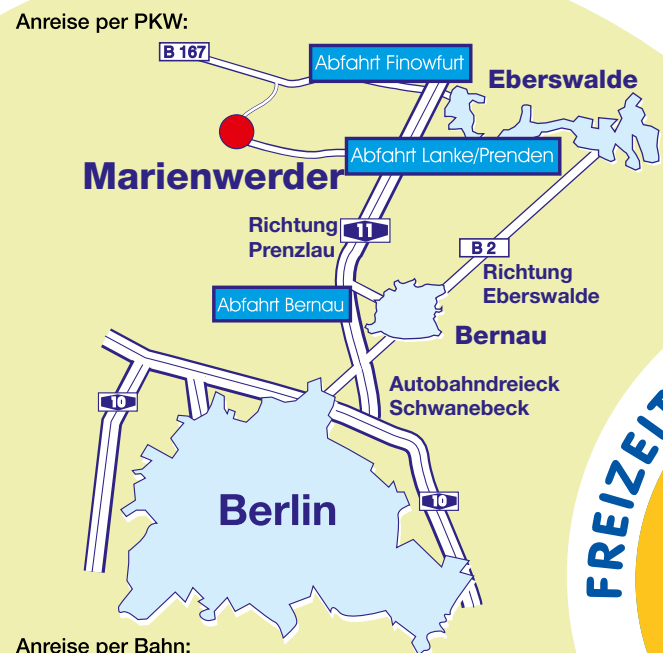 Anreise per PKW:
B 167
Abfahrt Finowfurt
Eberswalde
Abfahrt Lanke/Prenden
Marienwerder
Richtung
Prenzlau
11
B 2
Richtung
Eberswalde
Abfahrt Bernau
Bernau
Autobahndreieck
Schwanebeck
10
FREIZEIT
10
Berlin
Anreise per Bahn: